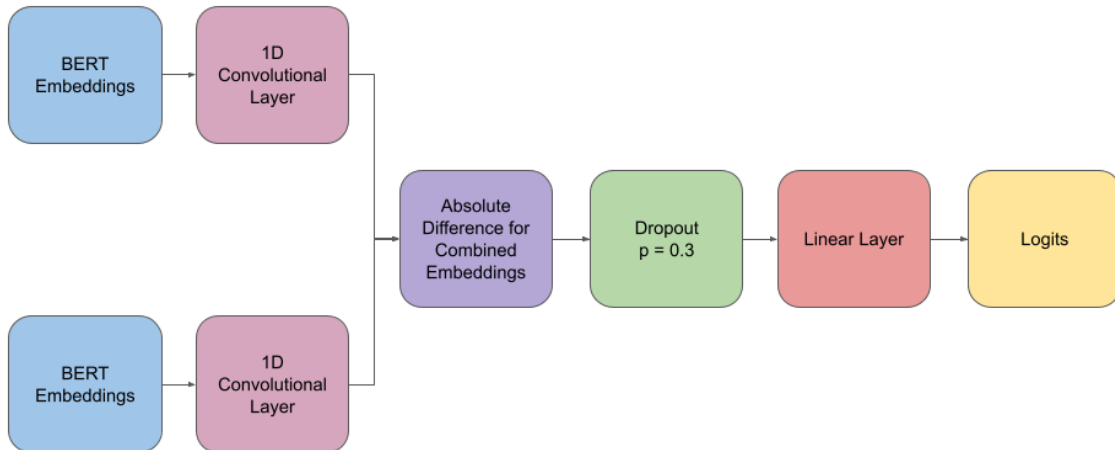 BERT
Embeddings
1D
Convolutional
Layer
Absolute
Difference for
Combined
Embeddings
Dropout
p = 0.3
Linear Layer
Logits
BERT
Embeddings
1D
Convolutional
Layer